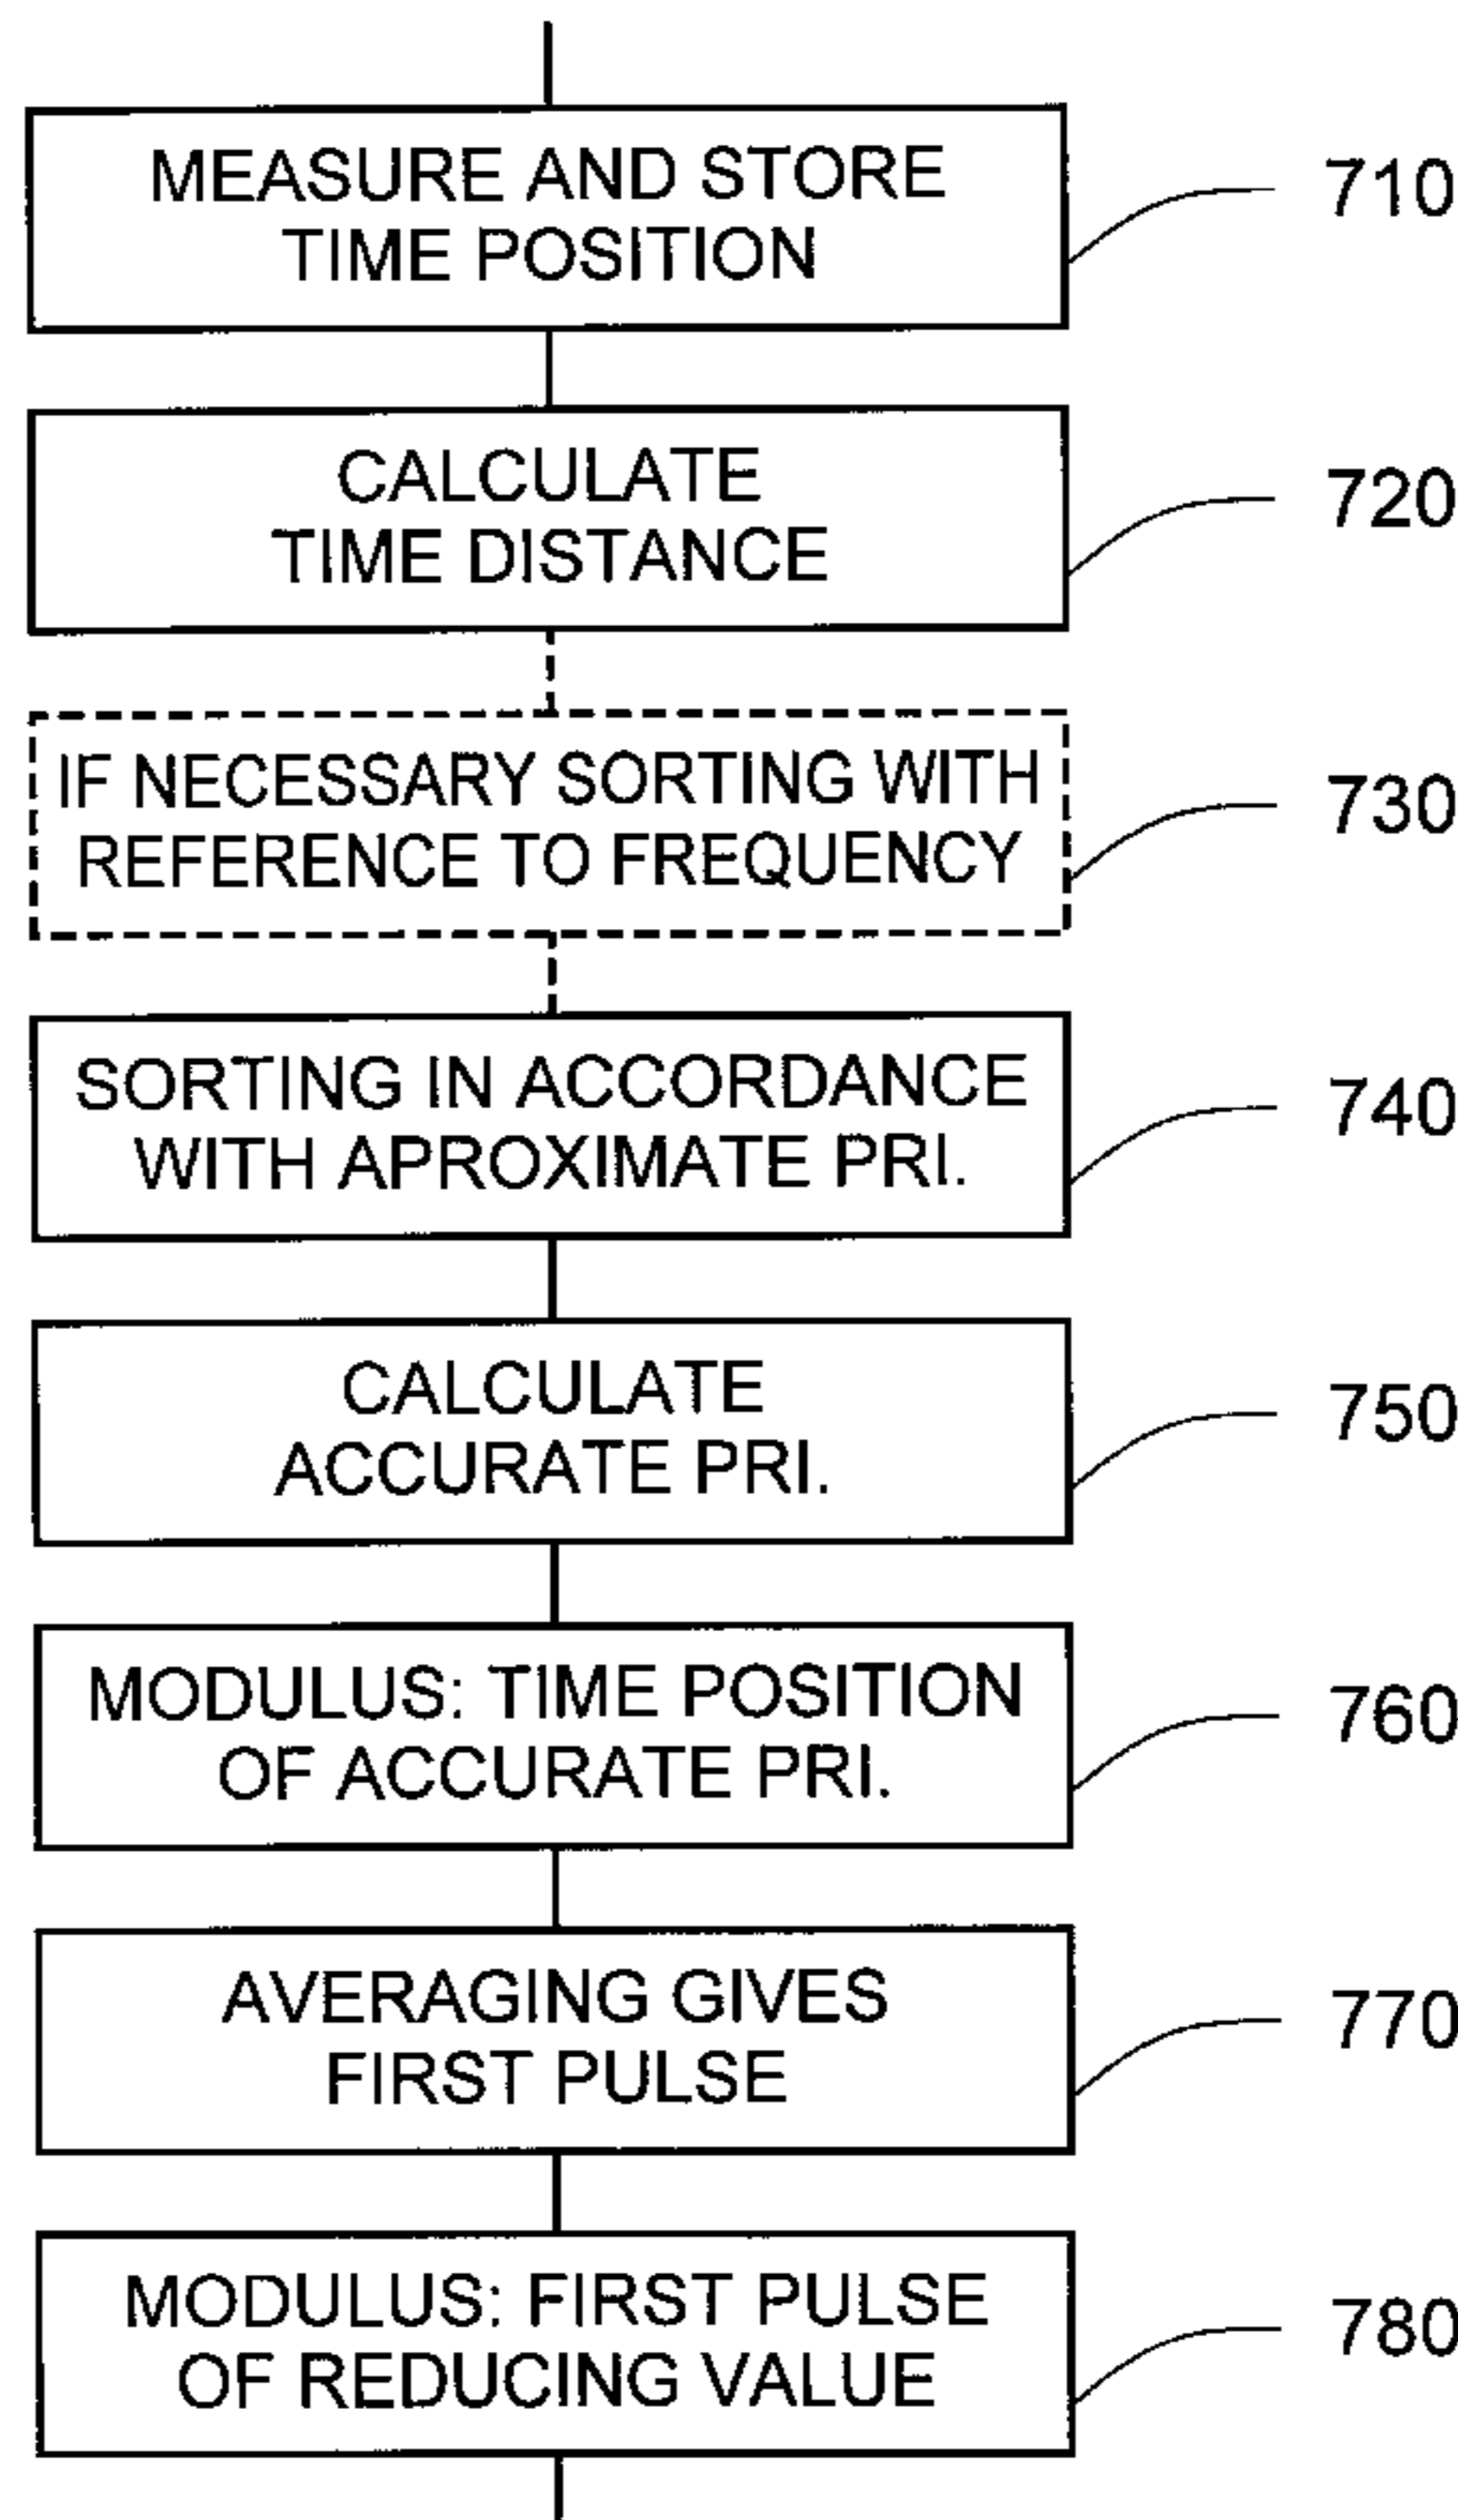 MEASURE AND STORE
TIME POSITION
710
CALCULATE
TIME DISTANCE
720
IF NECESSARY SORTING WITH
REFERENCE TO FREQUENCY
730
SORTING IN ACCORDANCE
WITH APROXIMATE PRI.
740
CALCULATE
ACCURATE PRI.
750
MODULUS: TIME POSITION
OF ACCURATE PRI.
760
AVERAGING GIVES
FIRST PULSE
770
MODULUS: FIRST PULSE
OF REDUCING VALUE
780